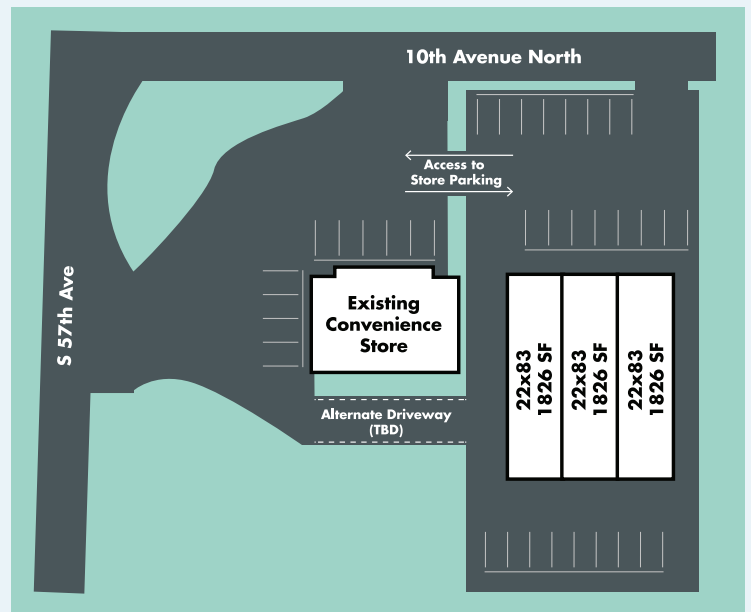 10th Avenue North
Access to
Store Parking
S 57th Ave
Existing
Convenience
Store
22x83
1826 SF
22x83
1826 SF
22x83
1826 SF
Alternate Driveway
(TBD)